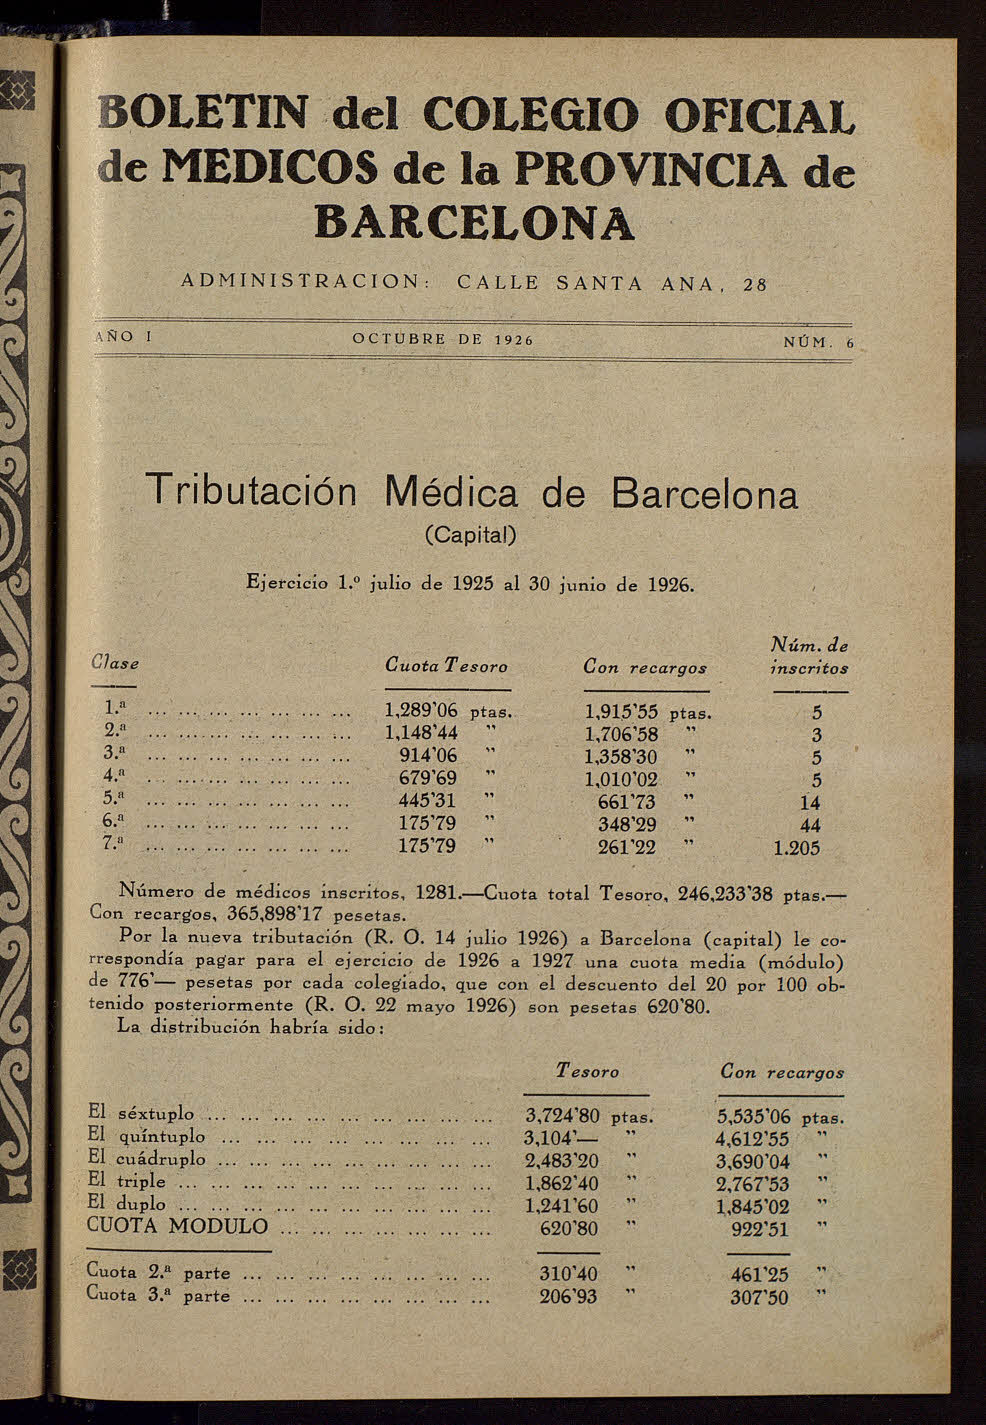 BOLETIN del COLEGIO OFICIAL
de MEDICOS de la PROVINCIA de
BARCELONA
ADMINISTRACION: CALLE SANTA ANA, 28
AÑO I OCTUBRE DE 1926 NÚM. 6
Tributación Médica de Barcelona
(Capital)
Ejercicio 1.º julio de 1925 al 30 junio de 1926.
Clase Cuota Tesoro Con recargos Núm. de inscritos
1.ª ... ... ... ... ... ... ... 1,289'06 ptas. 1,915'55 ptas. 5
2.ª ... ... ... ... ... ... ... 1,148'44 " 1,706'58 " 3
3.ª ... ... ... ... ... ... ... 914'06 " 1,358'30 " 5
4.ª ... ... ... ... ... ... ... 679'69 " 1,010'02 " 5
5.ª ... ... ... ... ... ... ... 445'31 " 661'73 " 14
6.ª ... ... ... ... ... ... ... 175'79 " 348'29 " 44
7.ª ... ... ... ... ... ... ... 175'79 " 261'22 " 1.205
Número de médicos inscritos, 1281.—Cuota total Tesoro, 246,233'38 ptas.—
Con recargos, 365,898'17 pesetas.
Por la nueva tributación (R. O. 14 julio 1926) a Barcelona (capital) le co-
rrespondía pagar para el ejercicio de 1926 a 1927 una cuota media (módulo)
de 776'— pesetas por cada colegiado, que con el descuento del 20 por 100 ob-
tenido posteriormente (R. O. 22 mayo 1926) son pesetas 620'80.
La distribución habría sido:
Tesoro Con recargos
El séxtuplo ... ... ... ... ... ... ... ... ... 3,724'80 ptas. 5,535'06 ptas.
El quíntuplo ... ... ... ... ... ... ... ... 3,104'— " 4,612'55 "
El cuádruplo ... ... ... ... ... ... ... ... ... 2,483'20 " 3,690'04 "
El triple ... ... ... ... ... ... ... ... ... ... 1,862'40 " 2,767'53 "
El duplo ... ... ... ... ... ... ... ... ... ... 1,241'60 " 1,845'02 "
CUOTA MODULO ... ... ... ... ... ... ... 620'80 " 922'51 "
Cuota 2.ª parte ... ... ... ... ... ... ... ... 310'40 " 461'25 "
Cuota 3.ª parte ... ... ... ... ... ... ... ... 206'93 " 307'50 "